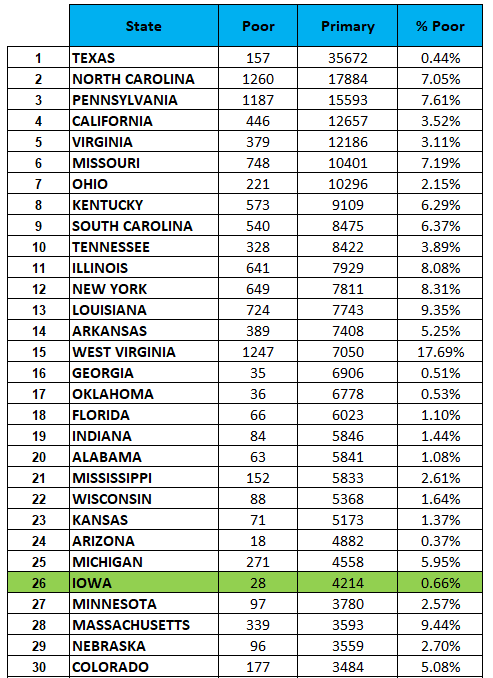 State Poor Primary % Poor
1 TEXAS 157 35672 0.44%
2 NORTH CAROLINA 1260 17884 7.05%
3 PENNSYLVANIA 1187 15593 7.61%
4 CALIFORNIA 446 12657 3.52%
5 VIRGINIA 379 12186 3.11%
6 MISSOURI 748 10401 7.19%
7 OHIO 221 10296 2.15%
8 KENTUCKY 573 9109 6.29%
9 SOUTH CAROLINA 540 8475 6.37%
10 TENNESSEE 328 8422 3.89%
11 ILLINOIS 641 7929 8.08%
12 NEW YORK 649 7811 8.31%
13 LOUISIANA 724 7743 9.35%
14 ARKANSAS 389 7408 5.25%
15 WEST VIRGINIA 1247 7050 17.69%
16 GEORGIA 35 6906 0.51%
17 OKLAHOMA 36 6778 0.53%
18 FLORIDA 66 6023 1.10%
19 INDIANA 84 5846 1.44%
20 ALABAMA 63 5841 1.08%
21 MISSISSIPPI 152 5833 2.61%
22 WISCONSIN 88 5368 1.64%
23 KANSAS 71 5173 1.37%
24 ARIZONA 18 4882 0.37%
25 MICHIGAN 271 4558 5.95%
26 IOWA 28 4214 0.66%
27 MINNESOTA 97 3780 2.57%
28 MASSACHUSETTS 339 3593 9.44%
29 NEBRASKA 96 3559 2.70%
30 COLORADO 177 3484 5.08%